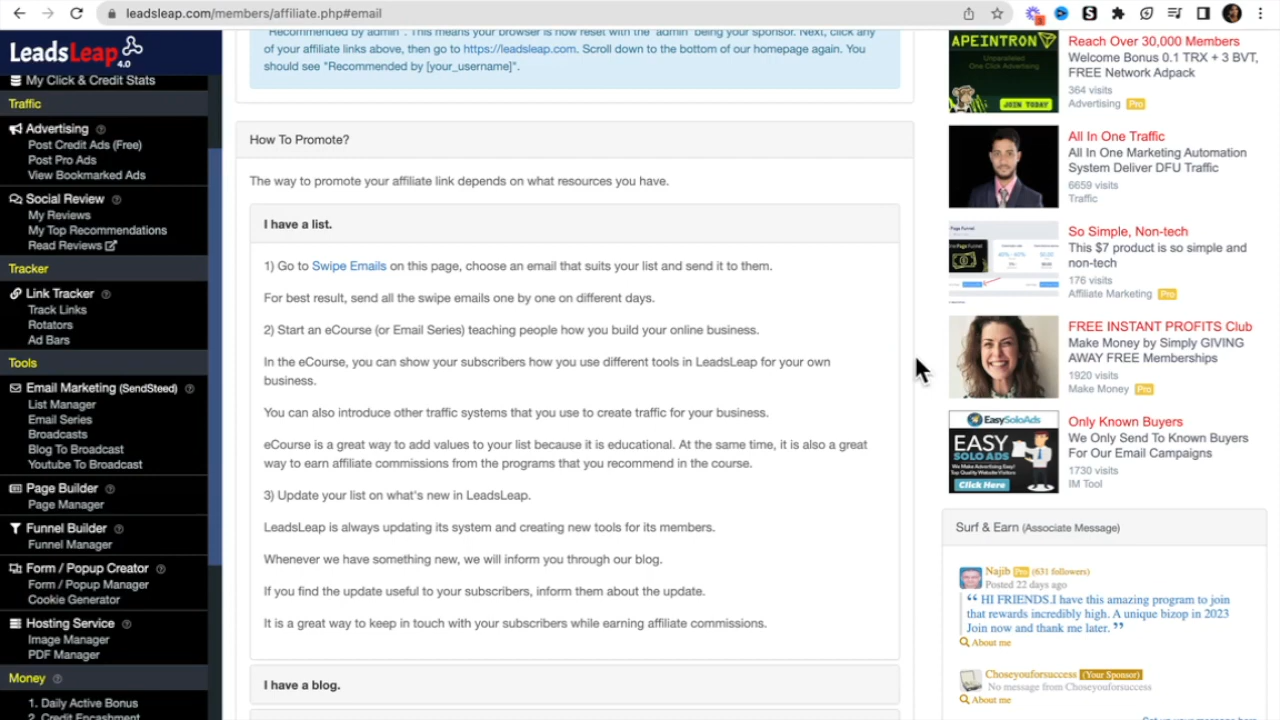 leadsleap.com/members/affiliate.php#email
LeadsLeap
4.0
My Click & Credit Stats
Traffic
Advertising
Post Credit Ads (Free)
Post Pro Ads
View Bookmarked Ads
Social Review
My Reviews
My Top Recommendations
Read Reviews
Tracker
Link Tracker
Track Links
Rotators
Ad Bars
Tools
Email Marketing (SendSteed)
List Manager
Email Series
Broadcasts
Blog To Broadcast
Youtube To Broadcast
Page Builder
Page Manager
Funnel Builder
Funnel Manager
Form / Popup Creator
Form / Popup Manager
Cookie Generator
Hosting Service
Image Manager
PDF Manager
Money
1. Daily Active Bonus
2. Credit Encashment
"Recommended by admin". This means your browser is now reset with the "admin" being your sponsor. Next, click
any of your affiliate links above, then go to https://leadsleap.com. Scroll down to the bottom of our homepage again. You
should see "Recommended by [your_username]".
How To Promote?
The way to promote your affiliate link depends on what resources you have.
I have a list.
1) Go to Swipe Emails on this page, choose an email that suits your list and send it to them.
For best result, send all the swipe emails one by one on different days.
2) Start an eCourse (or Email Series) teaching people how you build your online business.
In the eCourse, you can show your subscribers how you use different tools in LeadsLeap for your own
business.
You can also introduce other traffic systems that you use to create traffic for your business.
eCourse is a great way to add values to your list because it is educational. At the same time, it is also a great
way to earn affiliate commissions from the programs that you recommend in the course.
3) Update your list on what's new in LeadsLeap.
LeadsLeap is always updating its system and creating new tools for its members.
Whenever we have something new, we will inform you through our blog.
If you find the update useful to your subscribers, inform them about the update.
It is a great way to keep in touch with your subscribers while earning affiliate commissions.
I have a blog.
APEINTRON
Unparalleled
One Click Advertising
JOIN TODAY
Reach Over 30,000 Members
Welcome Bonus 0.1 TRX + 3 BVT,
FREE Network Adpack
364 visits
Advertising Pro
All In One Traffic
All In One Marketing Automation
System Deliver DFU Traffic
6659 visits
Traffic
So Simple, Non-tech
This $7 product is so simple and
non-tech
176 visits
Affiliate Marketing Pro
FREE INSTANT PROFITS Club
Make Money by Simply GIVING
AWAY FREE Memberships
1920 visits
Make Money Pro
EasySoloAds
EASY
SOLO ADS
Click Here
Only Known Buyers
We Only Send To Known Buyers
For Our Email Campaigns
1730 visits
IM Tool
Surf & Earn (Associate Message)
Najib Pro (631 followers)
Posted 22 days ago
“ HI FRIENDS.I have this amazing program to join
that rewards incredibly high. A unique bizop in 2023
Join now and thank me later. ”
About me
Choseyouforsuccess (Your Sponsor)
No message from Choseyouforsuccess
About me
Set up your message here